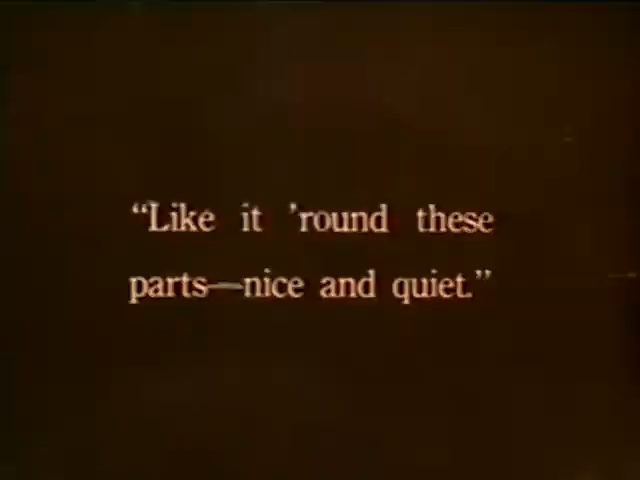 “Like it ’round these
parts—nice and quiet.”